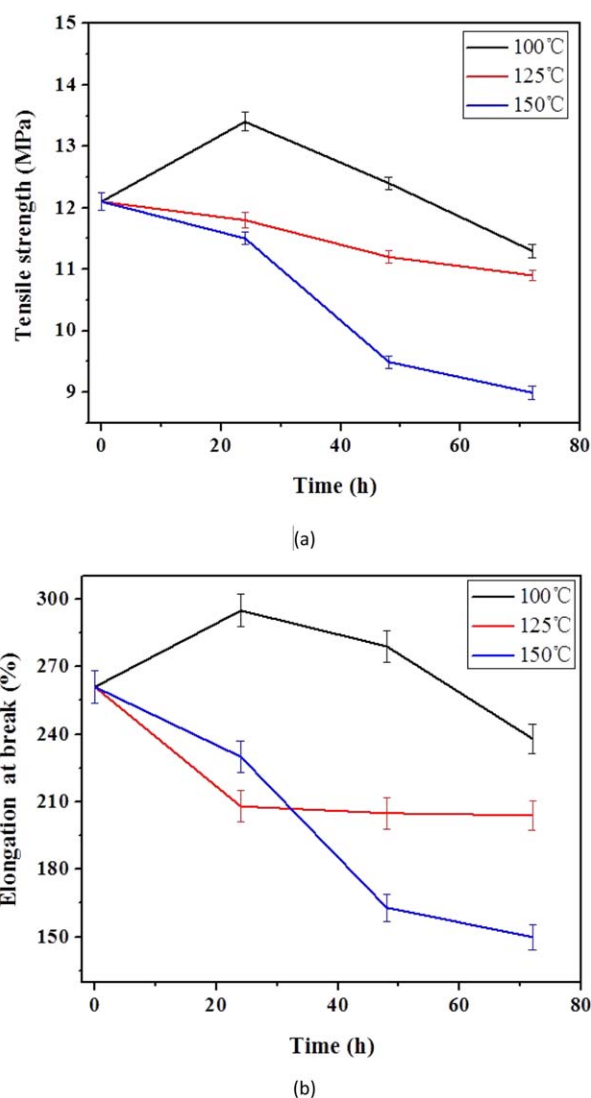 15
14
13
12
11
10
9
Tensile strength (MPa)
100℃
125℃
150℃
0 20 40 60 80
Time (h)
(a)
300
270
240
210
180
150
Elongation at break (%)
100℃
125℃
150℃
0 20 40 60 80
Time (h)
(b)